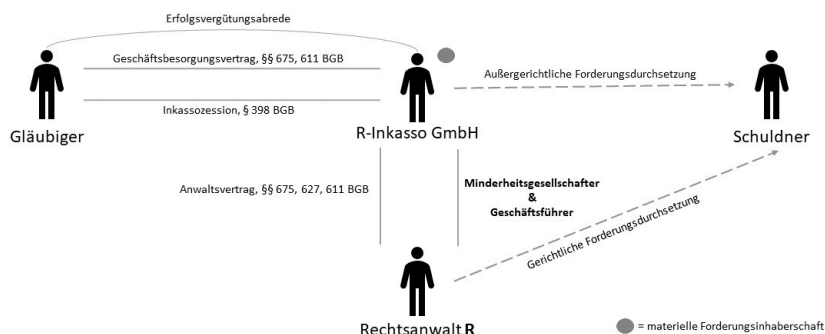 Erfolgsvergütungsabrede
Geschäftsbesorgungsvertrag, §§ 675, 611 BGB
Außergerichtliche Forderungsdurchsetzung
Inkassozession, § 398 BGB
Gläubiger
R-Inkasso GmbH
Schuldner
Anwaltsvertrag, §§ 675, 627, 611 BGB
Minderheitsgesellschafter
&
Geschäftsführer
Gerichtliche Forderungsdurchsetzung
Rechtsanwalt R
= materielle Forderungsinhaberschaft